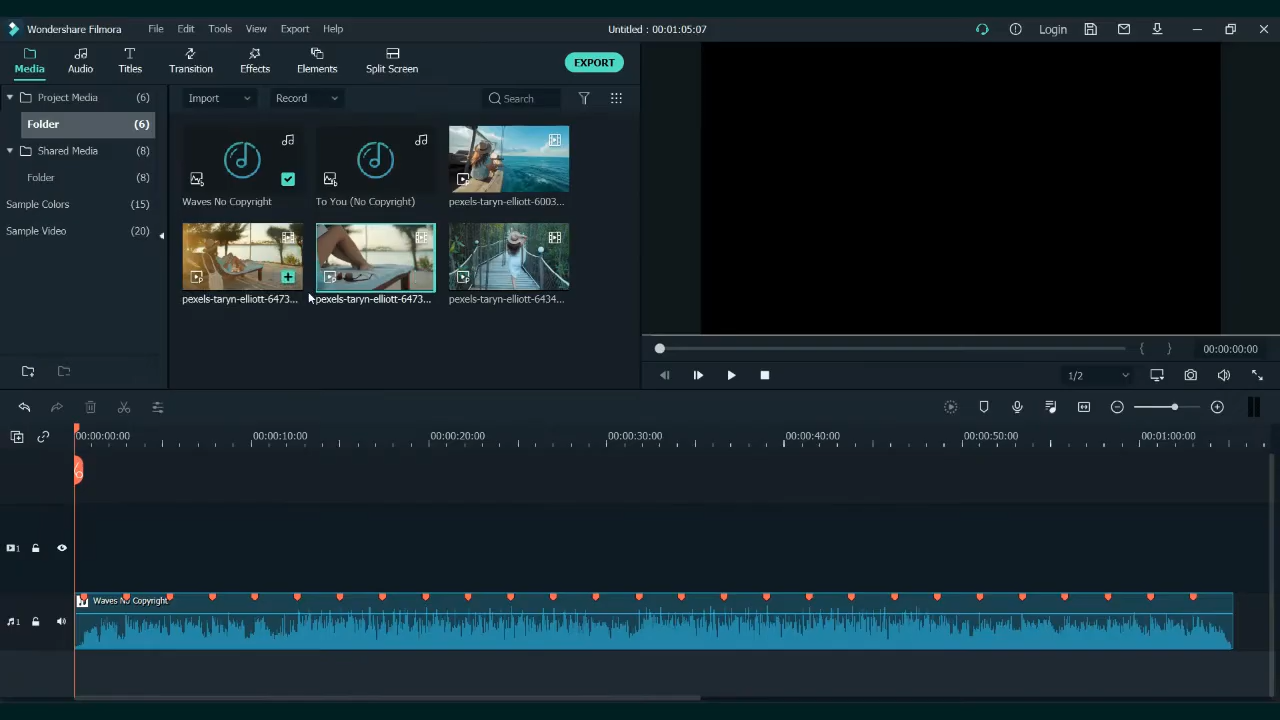 Wondershare Filmora
File Edit Tools View Export Help
Untitled : 00:01:05:07
Login
Media Audio Titles Transition Effects Elements Split Screen
EXPORT
Project Media (6)
Folder (6)
Shared Media (8)
Folder (8)
Sample Colors (15)
Sample Video (20)
Import Record Search
Waves No Copyright To You (No Copyright) pexels-taryn-elliott-6003...
pexels-taryn-elliott-6473... pexels-taryn-elliott-6473... pexels-taryn-elliott-6434...
{ } 00:00:00:00
1/2
00:00:00:00 00:00:10:00 00:00:20:00 00:00:30:00 00:00:40:00 00:00:50:00 00:01:00:00
1
Waves No Copyright
1